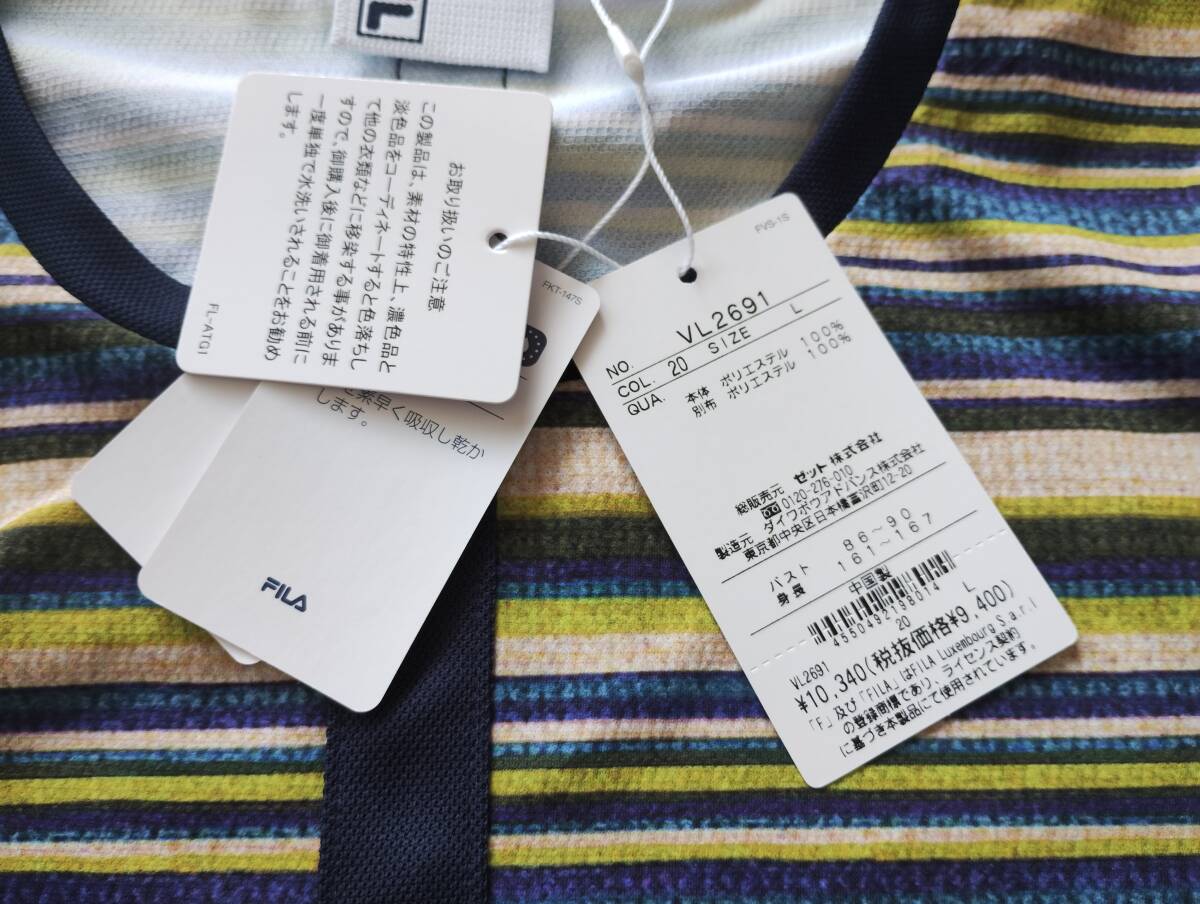 FL
お取り扱いのご注意
この製品は、素材の特性上、濃色品と
淡色品をコーディネートすると色落ちし
て他の衣類などに移染する事がありま
すので、御購入後に御着用される前に
一度単独で水洗いされることをお勧め
します。
FL-AT01
FKT-147S
素早く吸収し乾か
します。
FILA
FVS-1S
NO. VL2691
COL. 20 SIZE L
QUA. 本体 ポリエステル 100%
別布 ポリエステル 100%
総販売元 ゼット株式会社
0120-276-010
製造元 ダイワボウアドバンス株式会社
東京都中央区日本橋富沢町12-20
バスト 86~90
身長 161~167
中国製
4550492198014
VL2691 20 L
¥10,340(税抜価格¥9,400)
「F」及び「FILA」はFILA Luxembourg S.a.r.l
の登録商標であり、ライセンス契約
に基づき本製品にて使用されています。